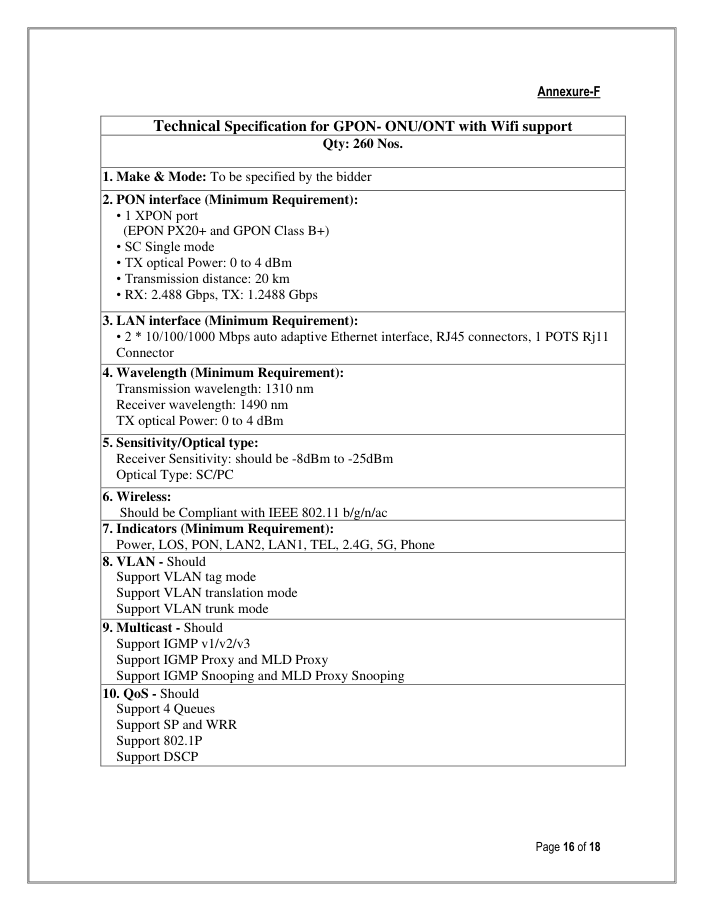 Annexure-F
Technical Specification for GPON- ONU/ONT with Wifi support
Qty: 260 Nos.
1. Make & Mode: To be specified by the bidder
2. PON interface (Minimum Requirement):
• 1 XPON port
(EPON PX20+ and GPON Class B+)
• SC Single mode
• TX optical Power: 0 to 4 dBm
• Transmission distance: 20 km
• RX: 2.488 Gbps, TX: 1.2488 Gbps
3. LAN interface (Minimum Requirement):
• 2 * 10/100/1000 Mbps auto adaptive Ethernet interface, RJ45 connectors, 1 POTS Rj11
Connector
4. Wavelength (Minimum Requirement):
Transmission wavelength: 1310 nm
Receiver wavelength: 1490 nm
TX optical Power: 0 to 4 dBm
5. Sensitivity/Optical type:
Receiver Sensitivity: should be -8dBm to -25dBm
Optical Type: SC/PC
6. Wireless:
Should be Compliant with IEEE 802.11 b/g/n/ac
7. Indicators (Minimum Requirement):
Power, LOS, PON, LAN2, LAN1, TEL, 2.4G, 5G, Phone
8. VLAN - Should
Support VLAN tag mode
Support VLAN translation mode
Support VLAN trunk mode
9. Multicast - Should
Support IGMP v1/v2/v3
Support IGMP Proxy and MLD Proxy
Support IGMP Snooping and MLD Proxy Snooping
10. QoS - Should
Support 4 Queues
Support SP and WRR
Support 802.1P
Support DSCP
Page 16 of 18